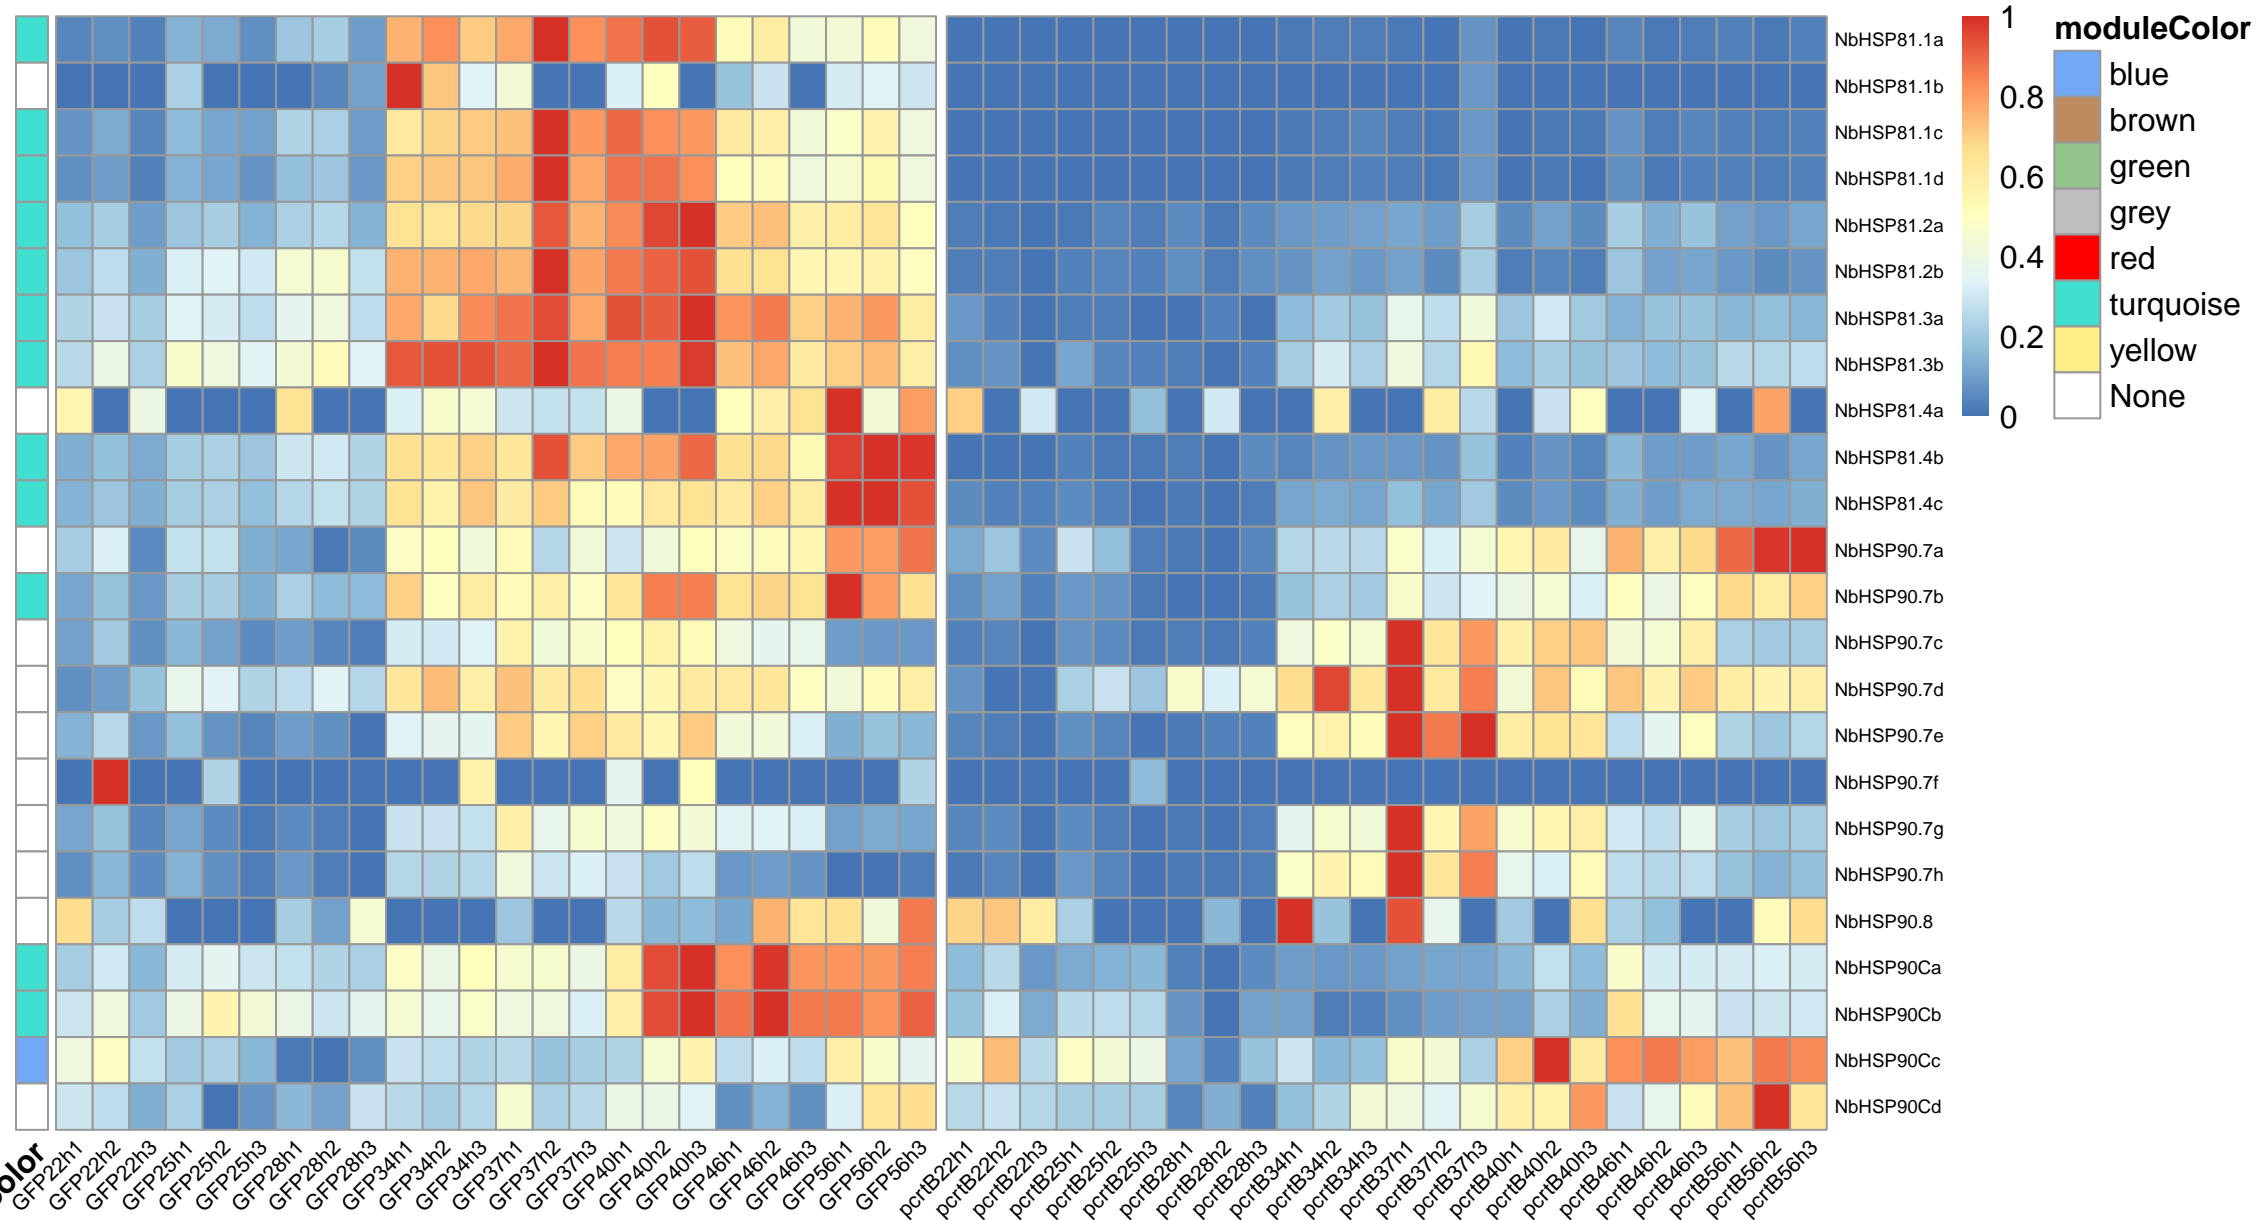 NbHSP81.1a
NbHSP81.1b
NbHSP81.1c
NbHSP81.1d
NbHSP81.2a
NbHSP81.2b
NbHSP81.3a
NbHSP81.3b
NbHSP81.4a
NbHSP81.4b
NbHSP81.4c
NbHSP90.7a
NbHSP90.7b
NbHSP90.7c
NbHSP90.7d
NbHSP90.7e
NbHSP90.7f
NbHSP90.7g
NbHSP90.7h
NbHSP90.8
NbHSP90Ca
NbHSP90Cb
NbHSP90Cc
NbHSP90Cd
1
0.8
0.6
0.4
0.2
0
moduleColor
blue
brown
green
grey
red
turquoise
yellow
None
olor
GFP22h1
GFP22h2
GFP22h3
GFP25h1
GFP25h2
GFP25h3
GFP28h1
GFP28h2
GFP28h3
GFP34h1
GFP34h2
GFP34h3
GFP37h1
GFP37h2
GFP37h3
GFP40h1
GFP40h2
GFP40h3
GFP46h1
GFP46h2
GFP46h3
GFP56h1
GFP56h2
GFP56h3
pcrtB22h1
pcrtB22h2
pcrtB22h3
pcrtB25h1
pcrtB25h2
pcrtB25h3
pcrtB28h1
pcrtB28h2
pcrtB28h3
pcrtB34h1
pcrtB34h2
pcrtB34h3
pcrtB37h1
pcrtB37h2
pcrtB37h3
pcrtB40h1
pcrtB40h2
pcrtB40h3
pcrtB46h1
pcrtB46h2
pcrtB46h3
pcrtB56h1
pcrtB56h2
pcrtB56h3